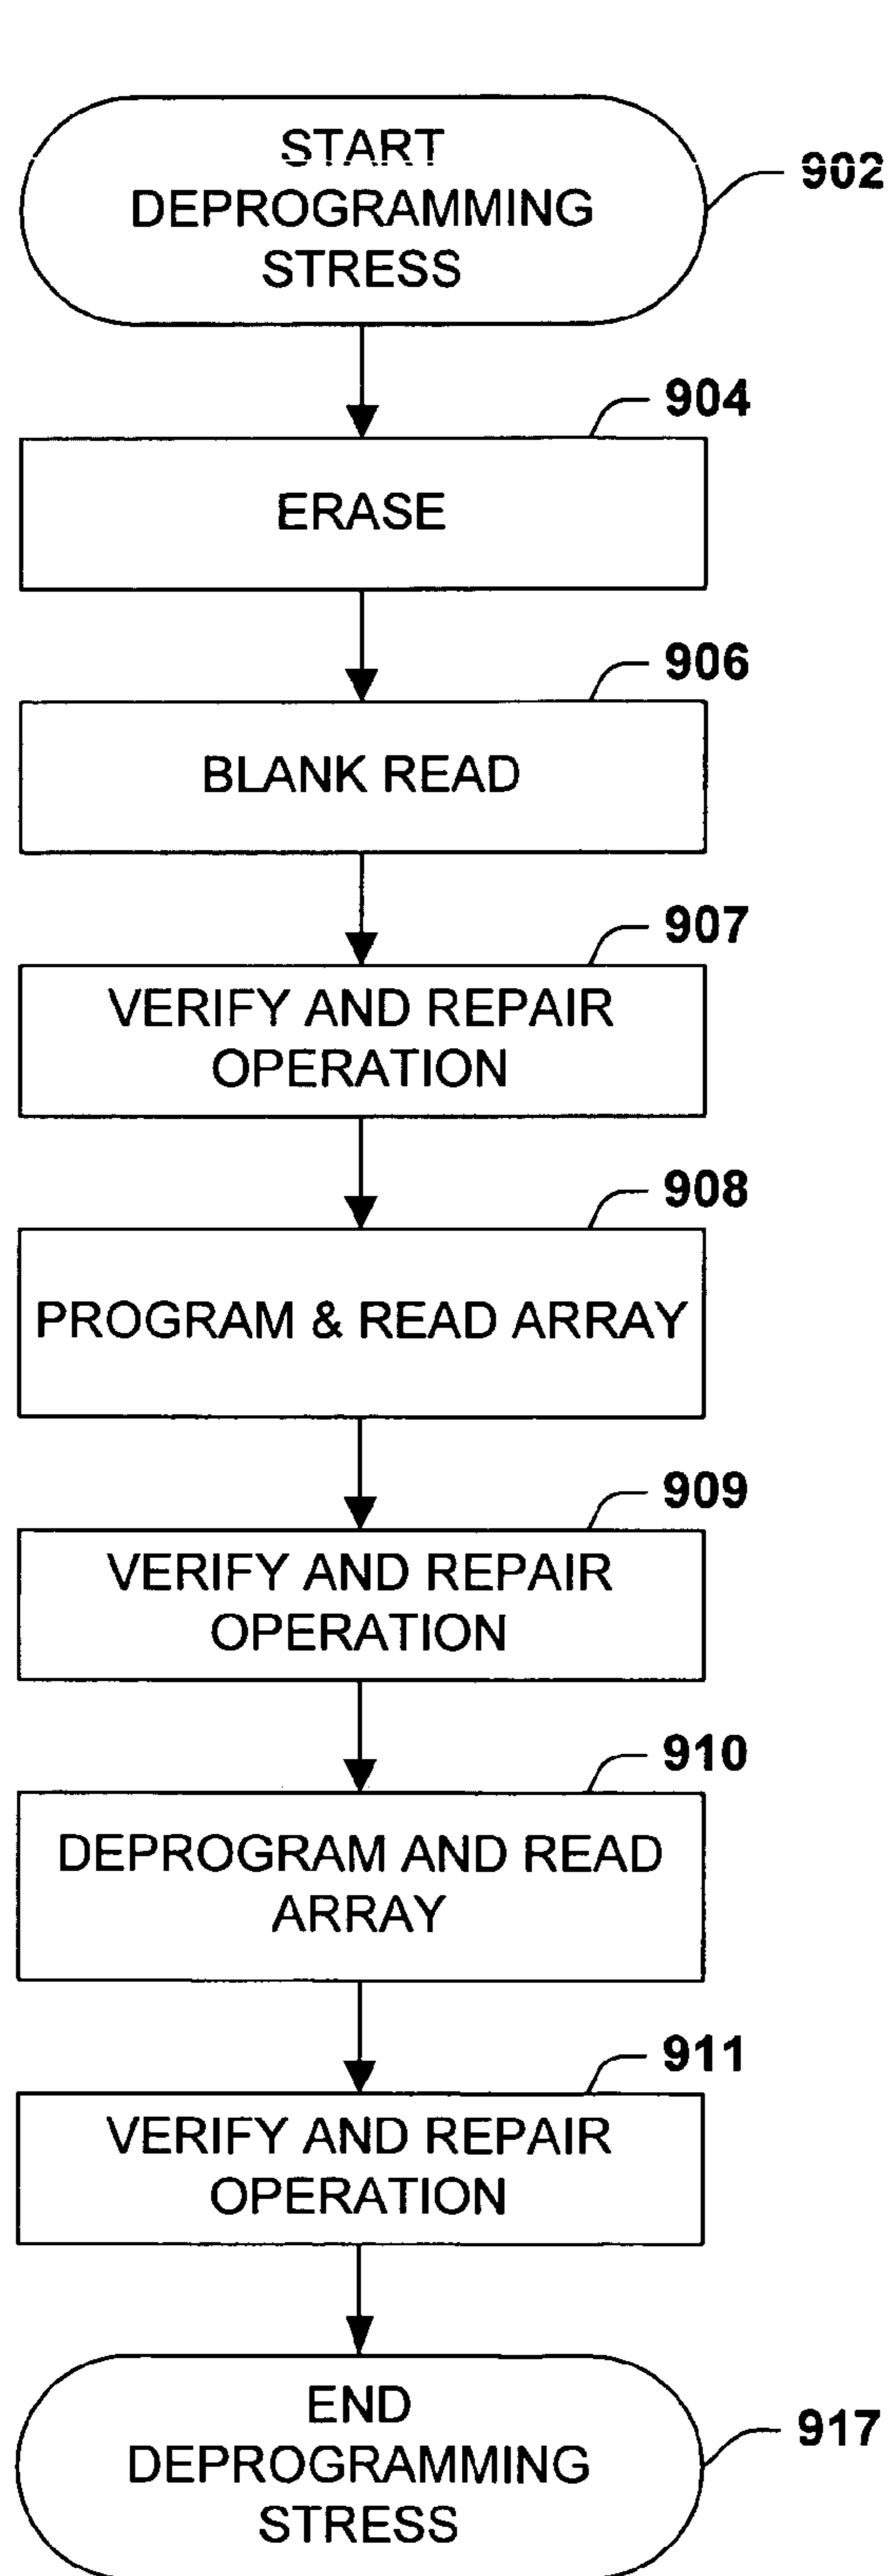 START
DEPROGRAMMING
STRESS
902
904
ERASE
906
BLANK READ
907
VERIFY AND REPAIR
OPERATION
908
PROGRAM & READ ARRAY
909
VERIFY AND REPAIR
OPERATION
910
DEPROGRAM AND READ
ARRAY
911
VERIFY AND REPAIR
OPERATION
END
DEPROGRAMMING
STRESS
917